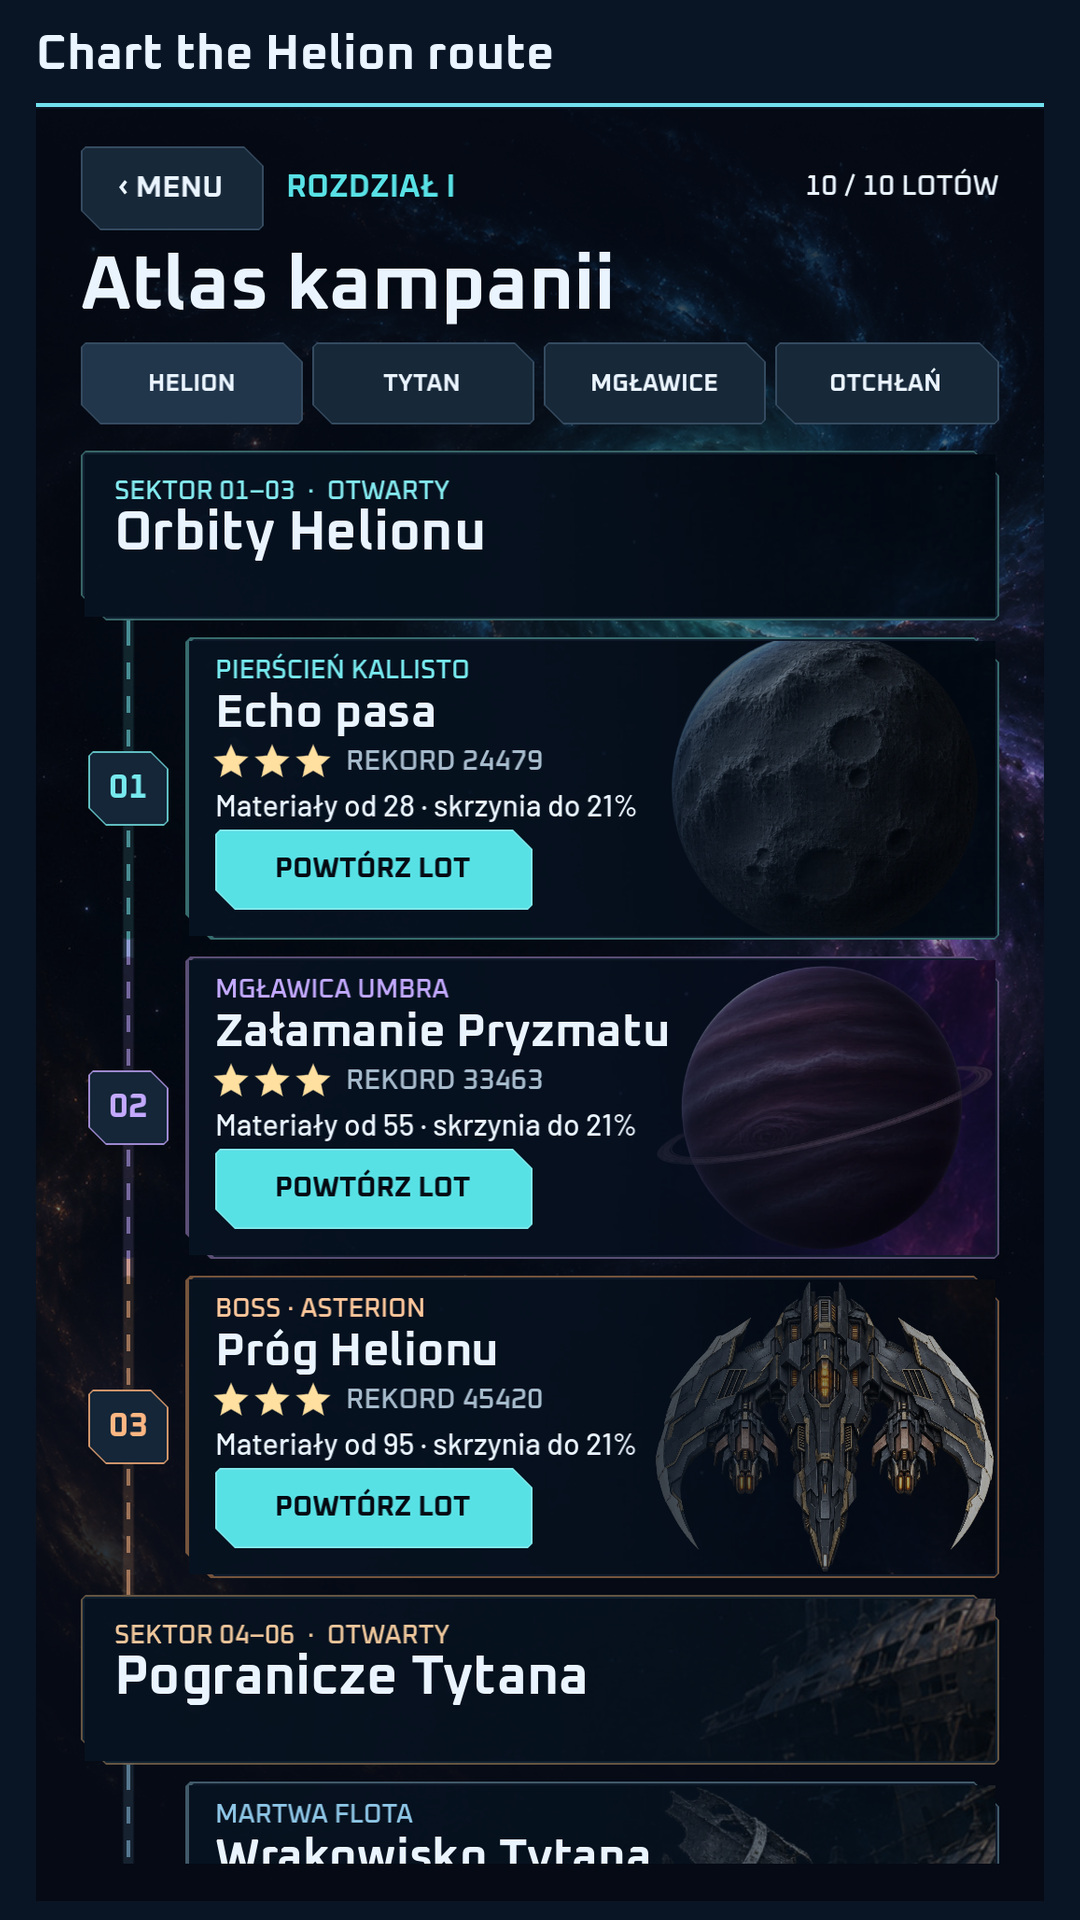 Chart the Helion route
‹ MENU
ROZDZIAŁ I
10 / 10 LOTÓW
Atlas kampanii
HELION
TYTAN
MGŁAWICE
OTCHŁAŃ
SEKTOR 01–03 · OTWARTY
Orbity Helionu
PIERŚCIEŃ KALLISTO
Echo pasa
REKORD 24479
Materiały od 28 · skrzynia do 21%
01
POWTÓRZ LOT
MGŁAWICA UMBRA
Załamanie Pryzmatu
REKORD 33463
Materiały od 55 · skrzynia do 21%
02
POWTÓRZ LOT
BOSS · ASTERION
Próg Helionu
REKORD 45420
Materiały od 95 · skrzynia do 21%
03
POWTÓRZ LOT
SEKTOR 04–06 · OTWARTY
Pogranicze Tytana
MARTWA FLOTA
Wrakowisko Tytana